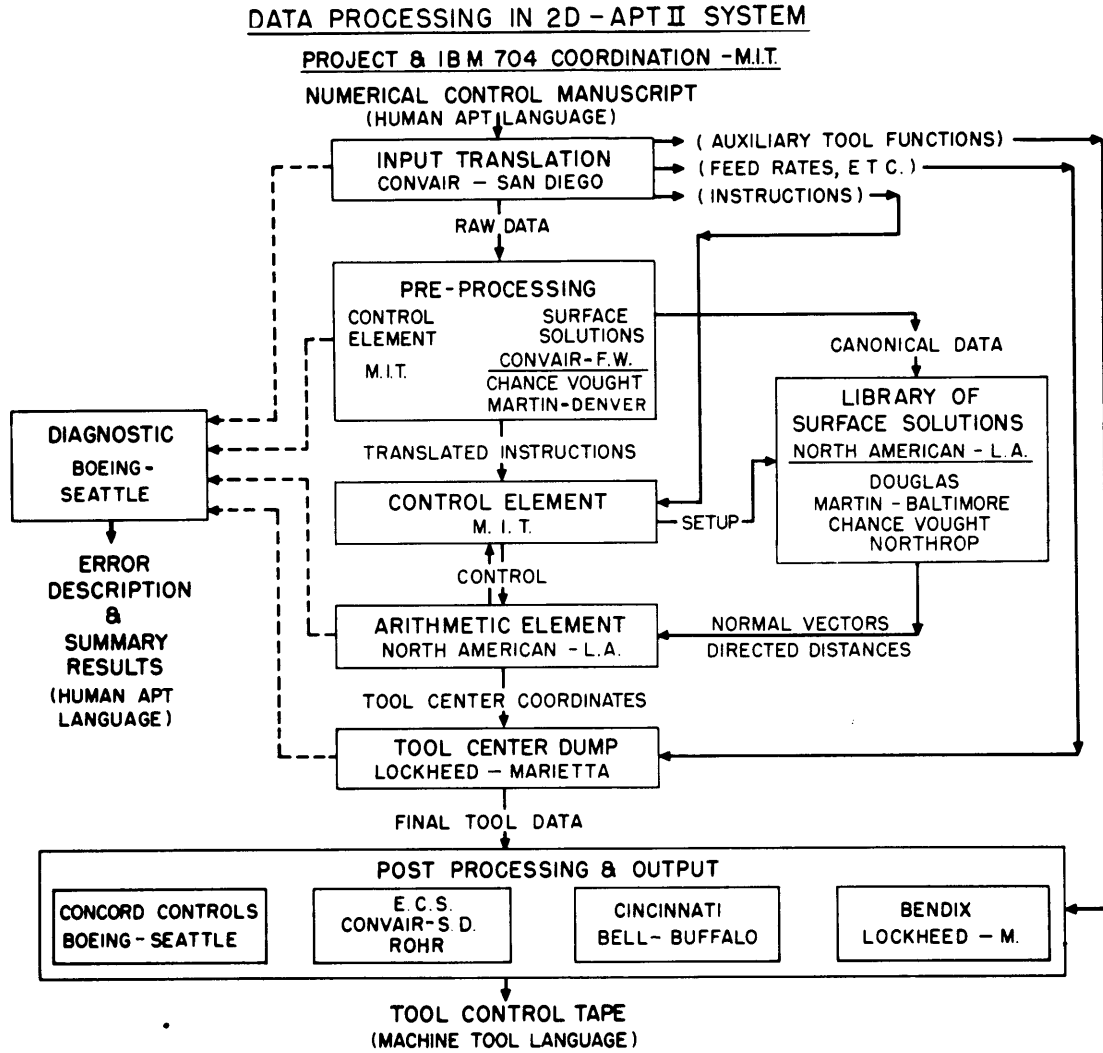 DATA PROCESSING IN 2D-APT II SYSTEM
PROJECT & IBM 704 COORDINATION -M.I.T.
NUMERICAL CONTROL MANUSCRIPT
(HUMAN APT LANGUAGE)
INPUT TRANSLATION
CONVAIR - SAN DIEGO
(AUXILIARY TOOL FUNCTIONS)
(FEED RATES, ETC.)
(INSTRUCTIONS)
RAW DATA
PRE-PROCESSING
CONTROL
ELEMENT
M.I.T.
SURFACE
SOLUTIONS
CONVAIR-F.W.
CHANCE VOUGHT
MARTIN-DENVER
CANONICAL DATA
LIBRARY OF
SURFACE SOLUTIONS
NORTH AMERICAN - L.A.
DOUGLAS
MARTIN - BALTIMORE
CHANCE VOUGHT
NORTHROP
DIAGNOSTIC
BOEING-
SEATTLE
TRANSLATED INSTRUCTIONS
CONTROL ELEMENT
M. I. T.
SETUP
ERROR
DESCRIPTION
&
SUMMARY
RESULTS
(HUMAN APT
LANGUAGE)
CONTROL
ARITHMETIC ELEMENT
NORTH AMERICAN - L.A.
NORMAL VECTORS
DIRECTED DISTANCES
TOOL CENTER COORDINATES
TOOL CENTER DUMP
LOCKHEED - MARIETTA
FINAL TOOL DATA
POST PROCESSING & OUTPUT
CONCORD CONTROLS
BOEING-SEATTLE
E.C.S.
CONVAIR-S.D.
ROHR
CINCINNATI
BELL-BUFFALO
BENDIX
LOCKHEED - M.
TOOL CONTROL TAPE
(MACHINE TOOL LANGUAGE)